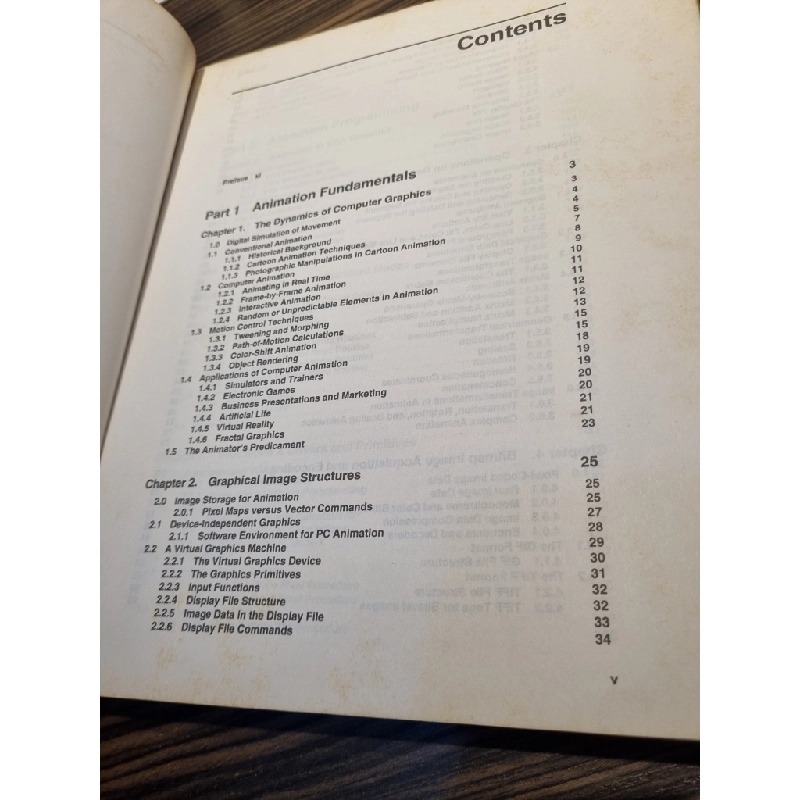 Contents
Preface xi
Part 1 Animation Fundamentals
Chapter 1. The Dynamics of Computer Graphics 3
1.0 Digital Simulation of Movement 3
1.1 Conventional Animation 4
1.1.1 Historical Background 4
1.1.2 Cartoon Animation Techniques 5
1.1.3 Photographic Manipulations in Cartoon Animation 7
1.2 Computer Animation 8
1.2.1 Animating in Real Time 9
1.2.2 Frame-by-Frame Animation 10
1.2.3 Interactive Animation 11
1.2.4 Random or Unpredictable Elements in Animation 11
1.3 Motion Control Techniques 12
1.3.1 Tweening and Morphing 12
1.3.2 Path-of-Motion Calculations 13
1.3.3 Color-Shift Animation 15
1.3.4 Object Rendering 15
1.4 Applications of Computer Animation 18
1.4.1 Simulators and Trainers 19
1.4.2 Electronic Games 19
1.4.3 Business Presentations and Marketing 20
1.4.4 Artificial Life 20
1.4.5 Virtual Reality 21
1.4.6 Fractal Graphics 21
1.5 The Animator's Predicament 23
Chapter 2. Graphical Image Structures 25
2.0 Image Storage for Animation 25
2.0.1 Pixel Maps versus Vector Commands 25
2.1 Device-Independent Graphics 27
2.1.1 Software Environment for PC Animation 28
2.2 A Virtual Graphics Machine 29
2.2.1 The Virtual Graphics Device 30
2.2.2 The Graphics Primitives 31
2.2.3 Input Functions 32
2.2.4 Display File Structure 32
2.2.5 Image Data in the Display File 33
2.2.6 Display File Commands 34
v